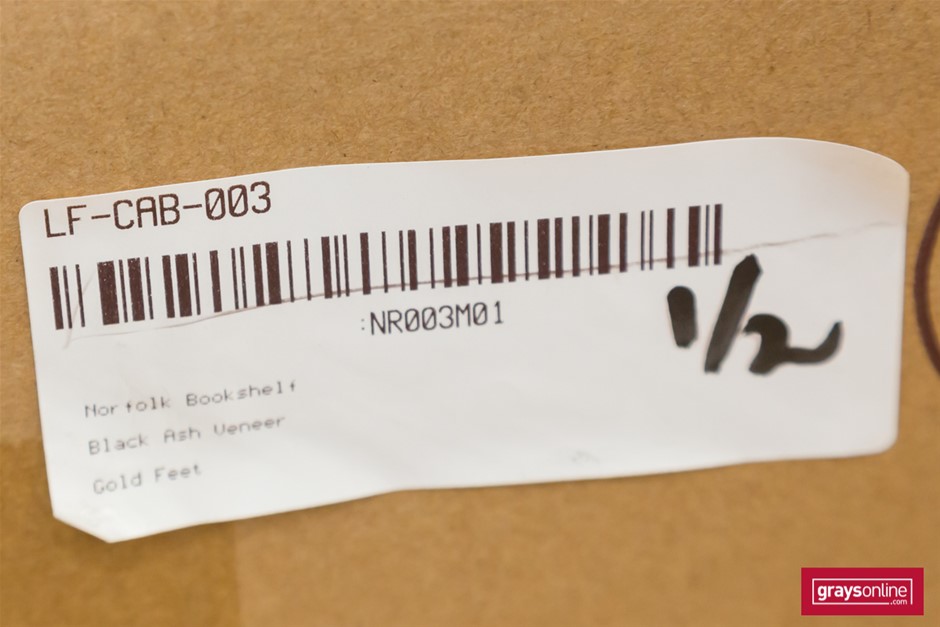 LF-CAB-003
:NR003M01
1/2
Norfolk Bookshelf
Black Ash Veneer
Gold Feet
graysonline
.com